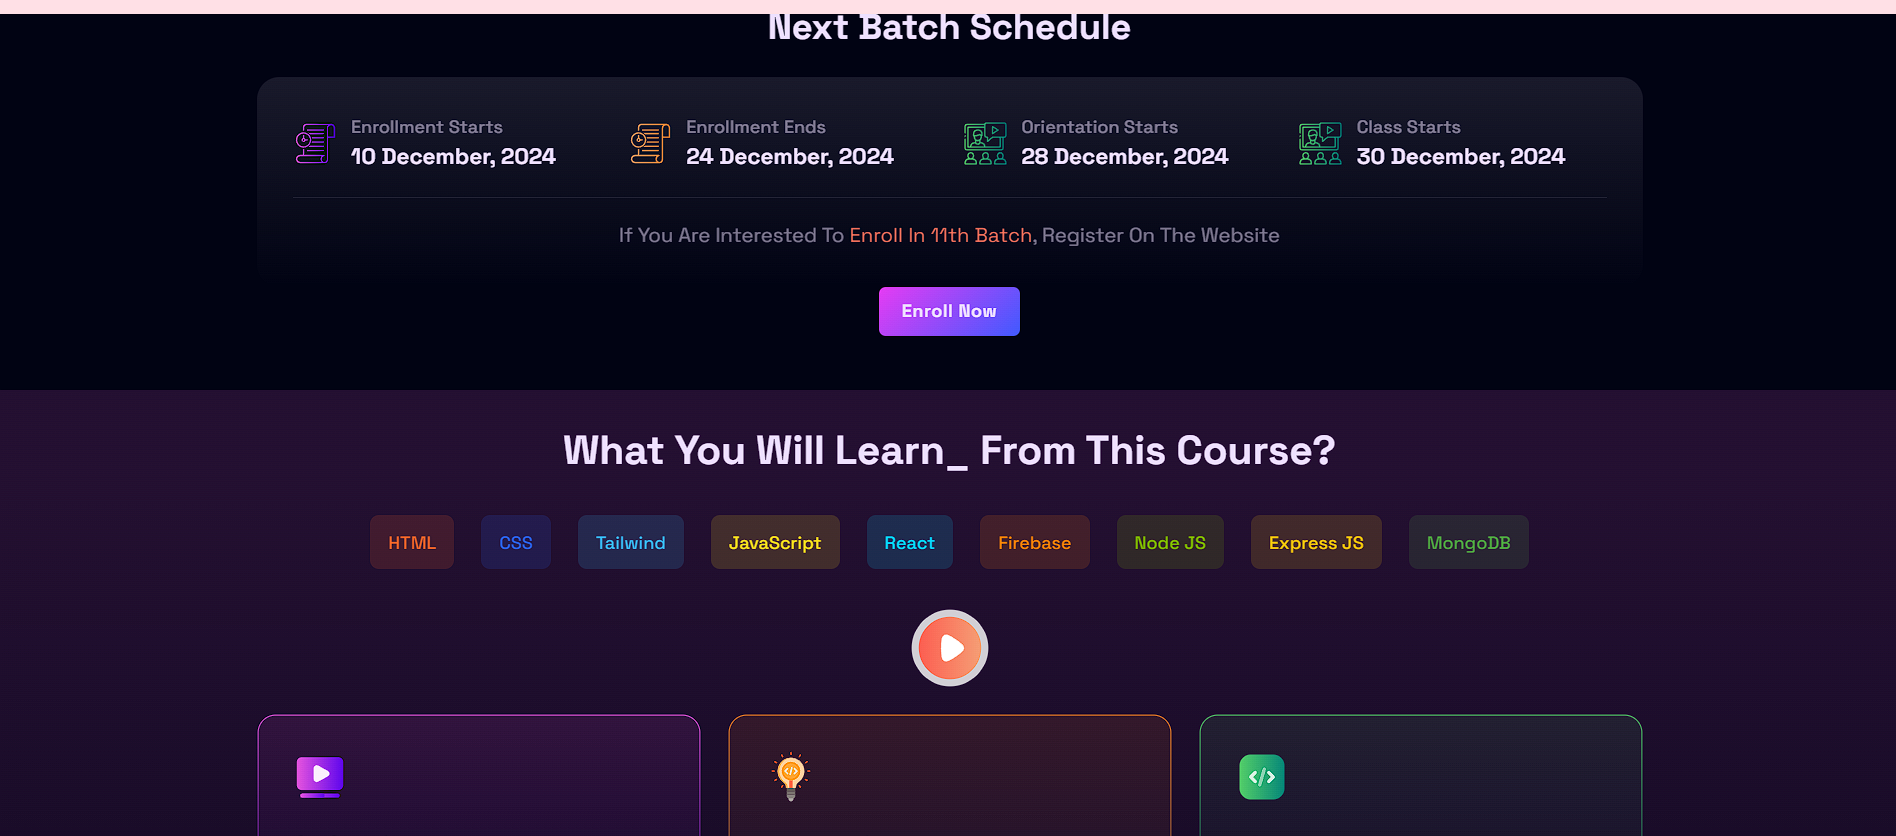 Next Batch Schedule
Enrollment Starts
10 December, 2024
Enrollment Ends
24 December, 2024
Orientation Starts
28 December, 2024
Class Starts
30 December, 2024
If You Are Interested To Enroll In 11th Batch, Register On The Website
Enroll Now
What You Will Learn_ From This Course?
HTML
CSS
Tailwind
JavaScript
React
Firebase
Node JS
Express JS
MongoDB